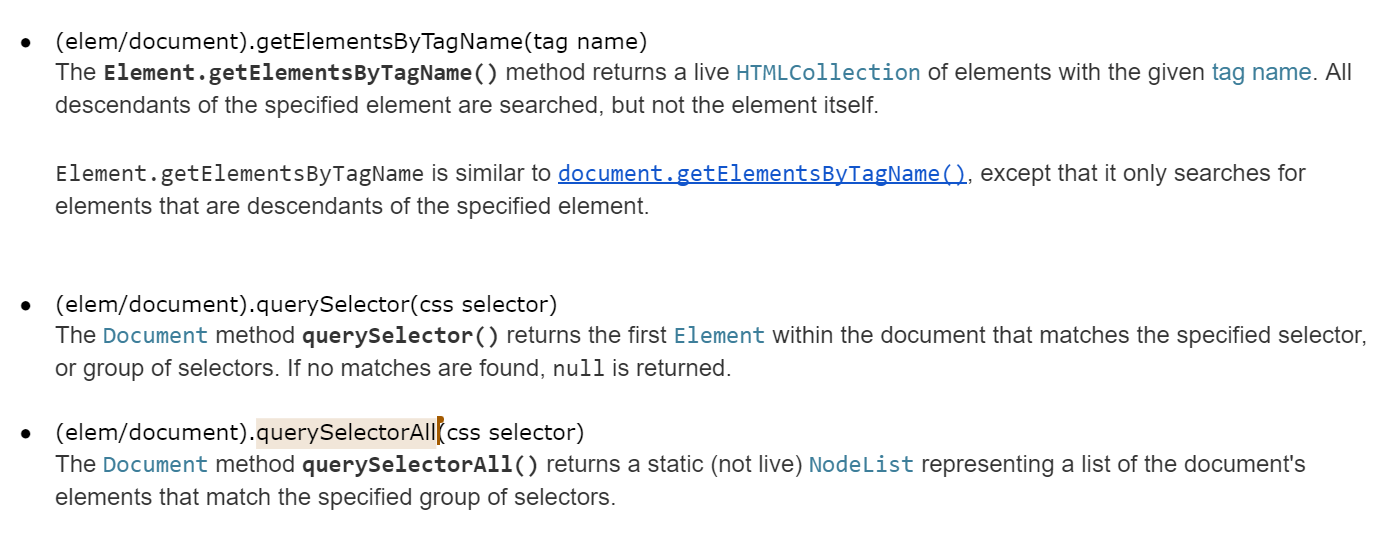 ● (elem/document).getElementsByTagName(tag name)
The Element.getElementsByTagName() method returns a live HTMLCollection of elements with the given tag name. All
descendants of the specified element are searched, but not the element itself.
Element.getElementsByTagName is similar to document.getElementsByTagName(), except that it only searches for
elements that are descendants of the specified element.
● (elem/document).querySelector(css selector)
The Document method querySelector() returns the first Element within the document that matches the specified selector,
or group of selectors. If no matches are found, null is returned.
● (elem/document).querySelectorAll(css selector)
The Document method querySelectorAll() returns a static (not live) NodeList representing a list of the document's
elements that match the specified group of selectors.